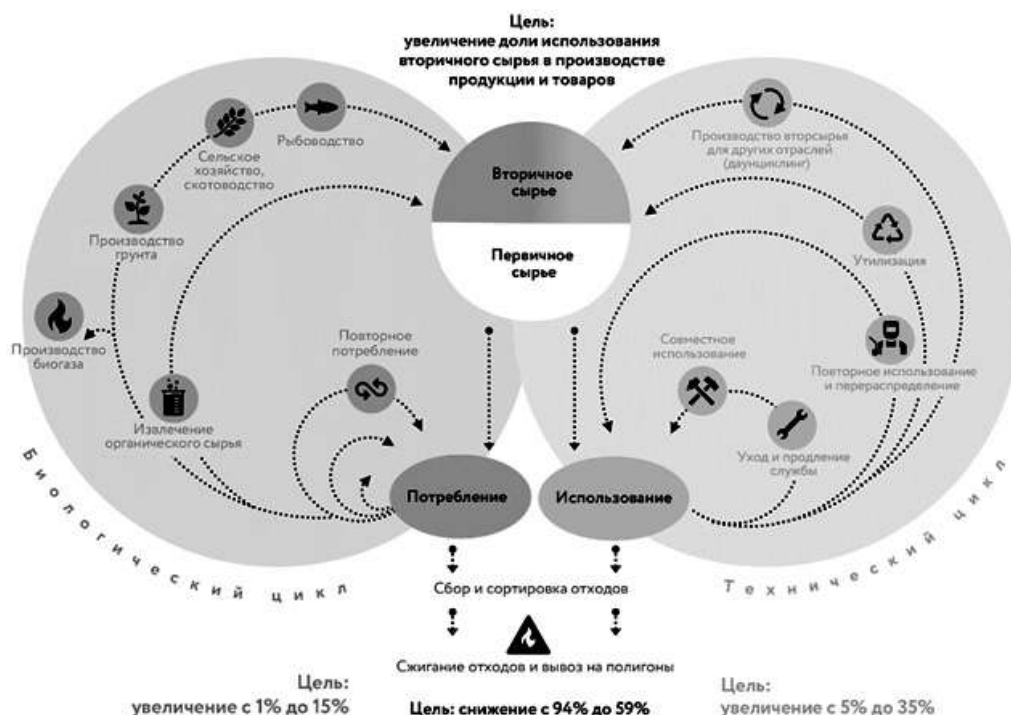 Цель:
увеличение доли использования
вторичного сырья в производстве
продукции и товаров
Рыбоводство
Сельское
хозяйство,
скотоводство
Производство
грунта
Производство
биогаза
Извлечение
органического сырья
Повторное
потребление
Биологический цикл
Вторичное
сырье
Первичное
сырье
Производство вторсырья
для других отраслей
(даунциклинг)
Утилизация
Повторное использование
и перераспределение
Совместное
использование
Уход и продление
службы
Технический цикл
Потребление
Использование
Сбор и сортировка отходов
Сжигание отходов и вывоз на полигоны
Цель:
увеличение с 1% до 15%
Цель: снижение с 94% до 59%
Цель:
увеличение с 5% до 35%